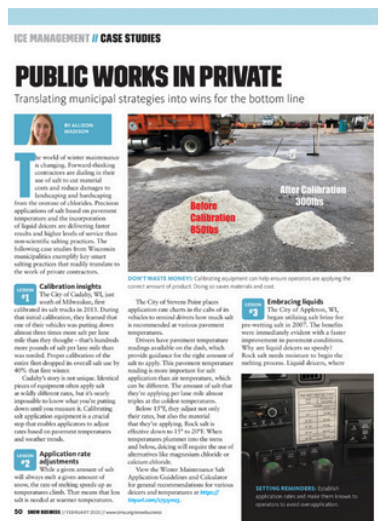 ICE MANAGEMENT // CASE STUDIES
PUBLIC WORKS IN PRIVATE
Translating municipal strategies into wins for the bottom line
BY ALLISON
MADISON
The world of winter maintenance
is changing. Forward-thinking
contractors are dialing in their
use of salt to cut material
costs and reduce damages to
landscaping and hardscaping
from the overuse of chlorides. Precision
applications of salt based on pavement
temperature and the incorporation
of liquid deicers are delivering faster
results and higher levels of service than
non-scientific salting practices. The
following case studies from Wisconsin
municipalities exemplify key smart
salting practices that readily translate to
the work of private contractors.
Before
Calibration
850lbs
After Calibration
300lbs
DON'T WASTE MONEY: Calibrating equipment can help ensure operators are applying the
correct amount of product. Doing so saves materials and cost.
LESSON
#1
Calibration insights
The City of Cudahy, WI, just
south of Milwaukee, first
calibrated its salt trucks in 2013. During
that initial calibration, they learned that
one of their vehicles was putting down
almost three times more salt per lane
mile than they thought – that's hundreds
more pounds of salt per lane mile than
was needed. Proper calibration of the
entire fleet dropped its overall salt use by
40% that first winter.
Cudahy's story is not unique. Identical
pieces of equipment often apply salt
at wildly different rates, but it's nearly
impossible to know what you're putting
down until you measure it. Calibrating
salt application equipment is a crucial
step that enables applicators to adjust
rates based on pavement temperatures
and weather trends.
LESSON
#2
Application rate
adjustments
While a given amount of salt
will always melt a given amount of
snow, the rate of melting speeds up as
temperatures climb. That means that less
salt is needed at warmer temperatures.
The City of Stevens Point places
application rate charts in the cabs of its
vehicles to remind drivers how much salt
is recommended at various pavement
temperatures.
Drivers have pavement temperature
readings available on the dash, which
provide guidance for the right amount of
salt to apply. This pavement temperature
reading is more important for salt
application than air temperature, which
can be different. The amount of salt that
they're applying per lane mile almost
triples at the coldest temperatures.
Below 15°F, they adjust not only
their rates, but also the material
that they're applying. Rock salt is
effective down to 15° to 20°F. When
temperatures plummet into the teens
and below, deicing will require the use of
alternatives like magnesium chloride or
calcium chloride.
View the Winter Maintenance Salt
Application Guidelines and Calculator
for general recommendations for various
deicers and temperatures at https://
LESSON
#3
Embracing liquids
The City of Appleton, WI,
began utilizing salt brine for
pre-wetting salt in 2007. The benefits
were immediately evident with a faster
improvement in pavement conditions.
Why are liquid deicers so speedy?
Rock salt needs moisture to begin the
melting process. Liquid deicers, where
SETTING REMINDERS: Establish
application rates and make them known to
operators to avoid overapplication.
50 SNOW BUSINESS // FEBRUARY 2020 // www.sima.org/snowbusiness